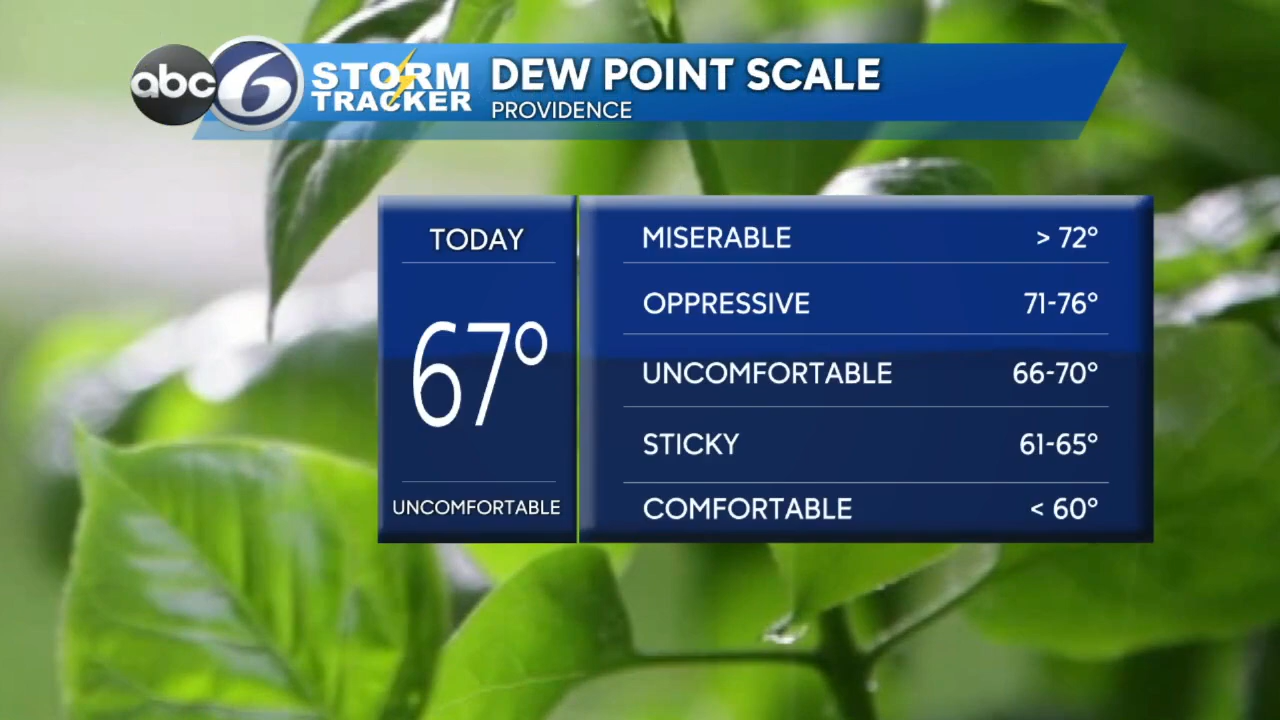 abc 6
STORM
TRACKER
DEW POINT SCALE
PROVIDENCE
TODAY
67°
UNCOMFORTABLE
MISERABLE > 72°
OPPRESSIVE 71-76°
UNCOMFORTABLE 66-70°
STICKY 61-65°
COMFORTABLE < 60°